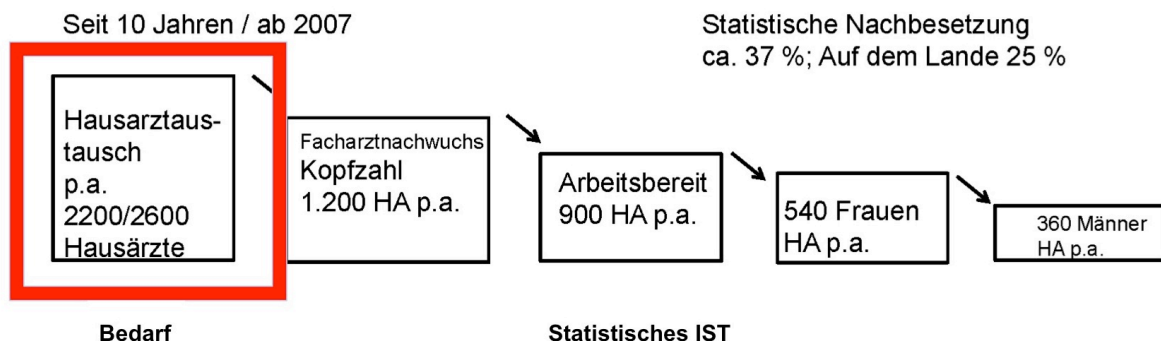 Seit 10 Jahren / ab 2007
Statistische Nachbesetzung
ca. 37 %; Auf dem Lande 25 %
Hausarztaus-
tausch
p.a.
2200/2600
Hausärzte
Facharztnachwuchs
Kopfzahl
1.200 HA p.a.
Arbeitsbereit
900 HA p.a.
540 Frauen
HA p.a.
360 Männer
HA p.a.
Bedarf
Statistisches IST